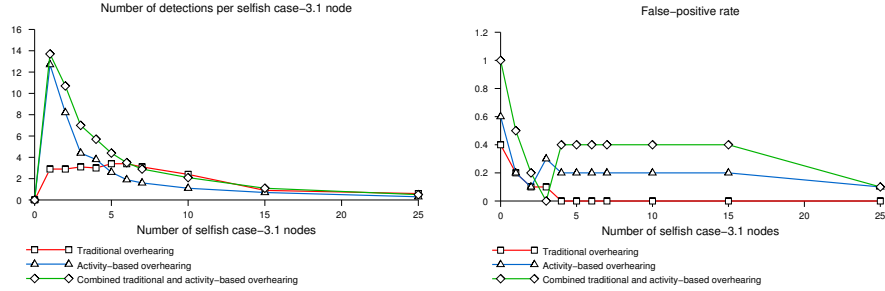 Number of detections per selfish case−3.1 node
16
14
12
10
8
6
4
2
0
0
5
10
15
20
25
Number of selfish case−3.1 nodes
Traditional overhearing
Activity−based overhearing
Combined traditional and activity−based overhearing
False−positive rate
1.2
1
0.8
0.6
0.4
0.2
0
0
5
10
15
20
25
Number of selfish case−3.1 nodes
Traditional overhearing
Activity−based overhearing
Combined traditional and activity−based overhearing